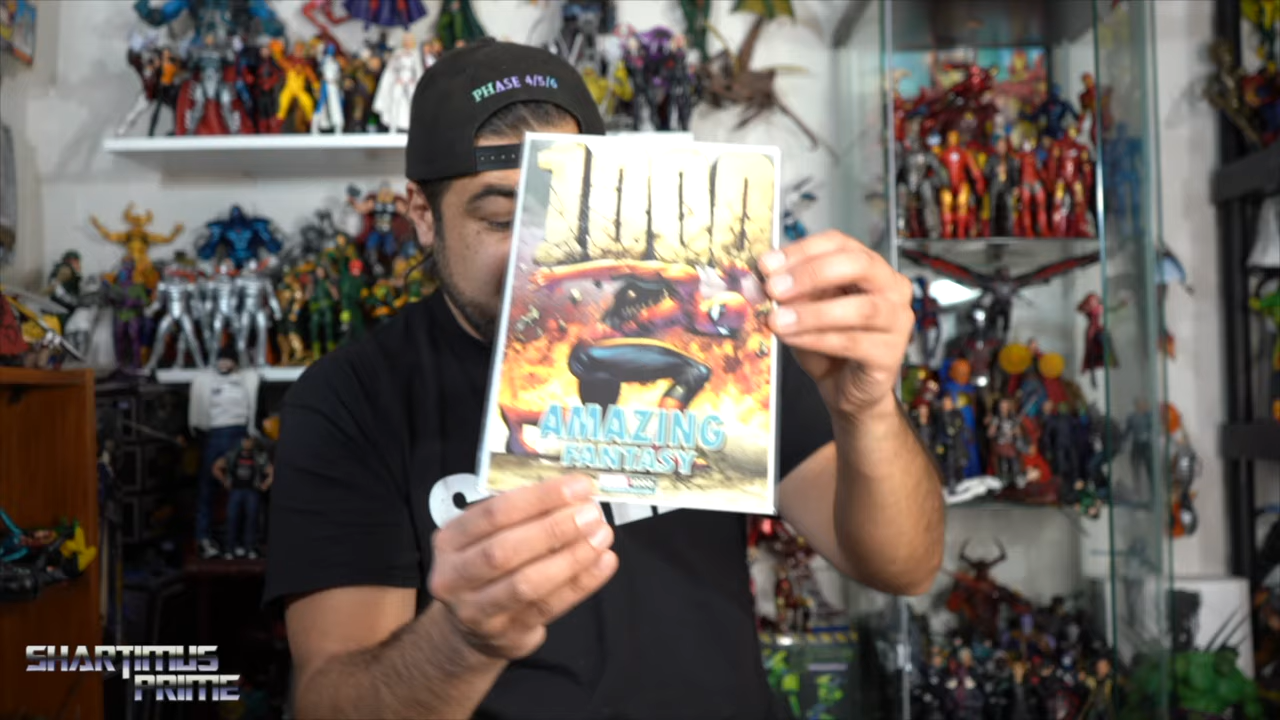 PHASE 4/5/6
1000
AMAZING
FANTASY
SHARTIMUS
PRIME